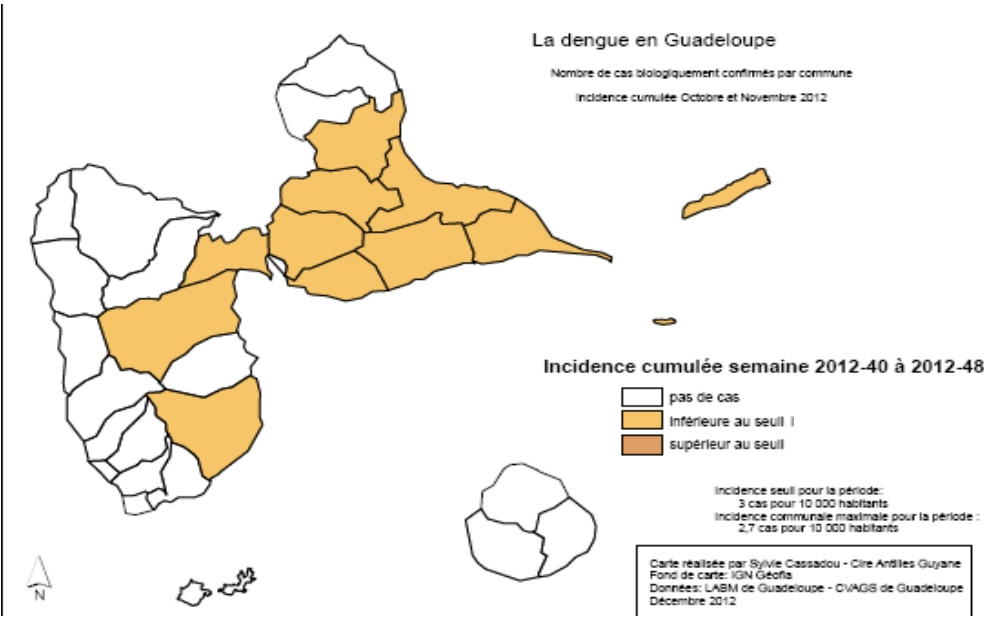 La dengue en Guadeloupe
Nombre de cas biologiquement confirmés par commune
Incidence cumulée Octobre et Novembre 2012
Incidence cumulée semaine 2012-40 à 2012-48
pas de cas
inférieure au seuil l
supérieur au seuil
Incidence seuil pour la période:
3 cas pour 10 000 habitants
Incidence communale maximale pour la période :
2,7 cas pour 10 000 habitants
Carte réalisée par Sylvie Cassadou - Cire Antilles Guyane
Fond de carte: IGN Géofla
Données: LABM de Guadeloupe - CVAGS de Guadeloupe
Décembre 2012
N